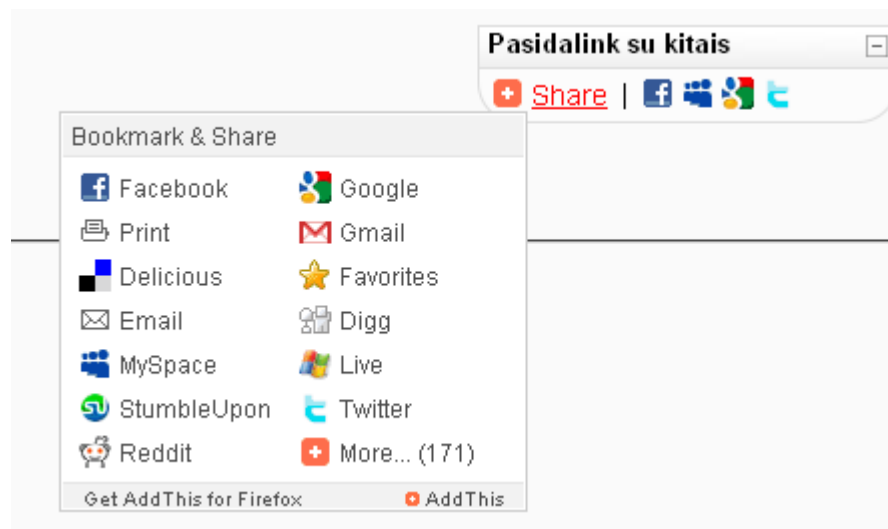 Pasidalink su kitais
Share |
Bookmark & Share
Facebook Google
Print Gmail
Delicious Favorites
Email Digg
MySpace Live
StumbleUpon Twitter
Reddit More... (171)
Get AddThis for Firefox AddThis